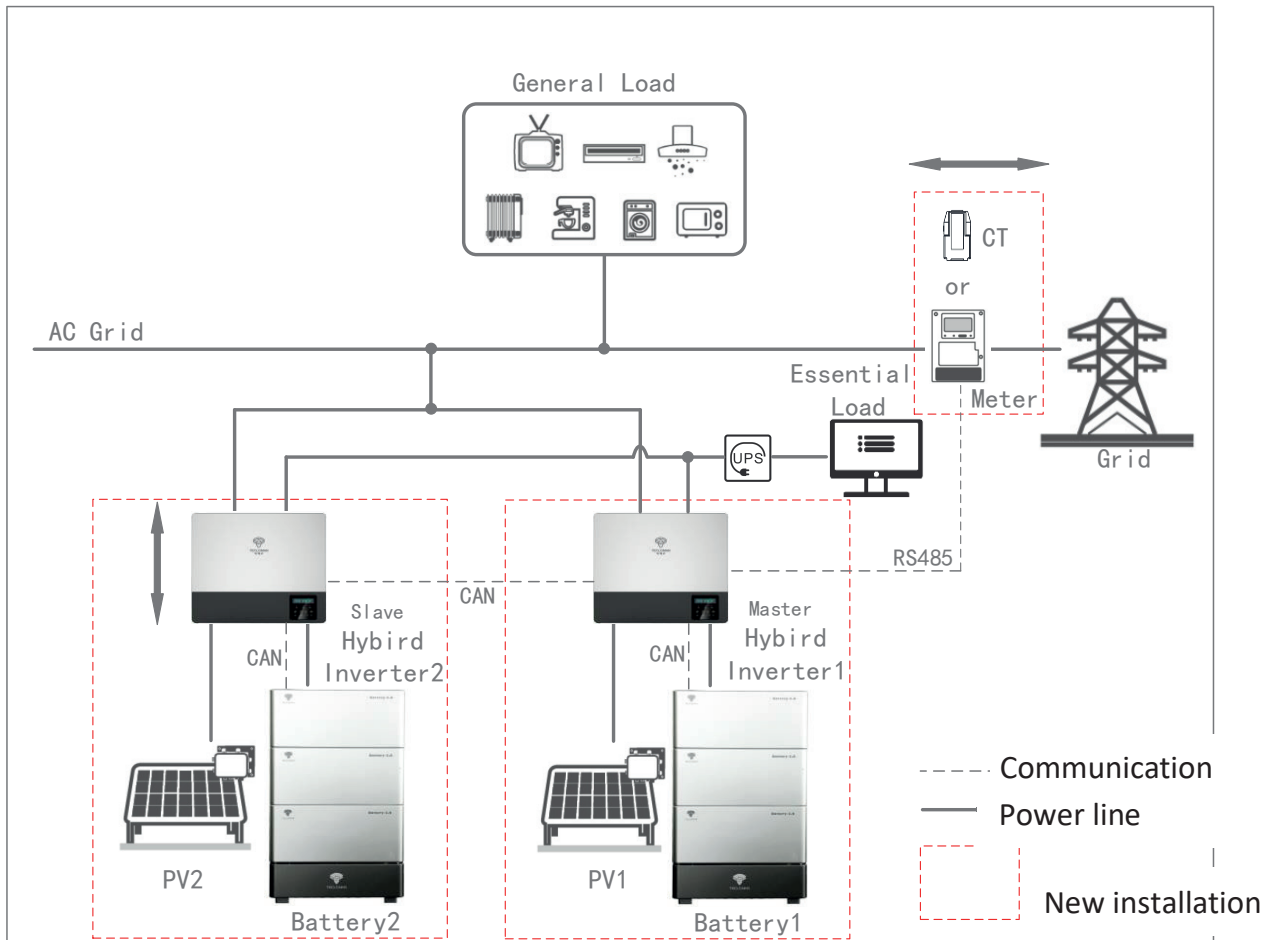 General Load
CT
or
AC Grid
Essential
Load
Meter
UPS
Grid
RS485
CAN
Slave
Hybird
Inverter2
CAN
Master
Hybird
Inverter1
CAN
PV2
Battery2
PV1
Battery1
Communication
Power line
New installation